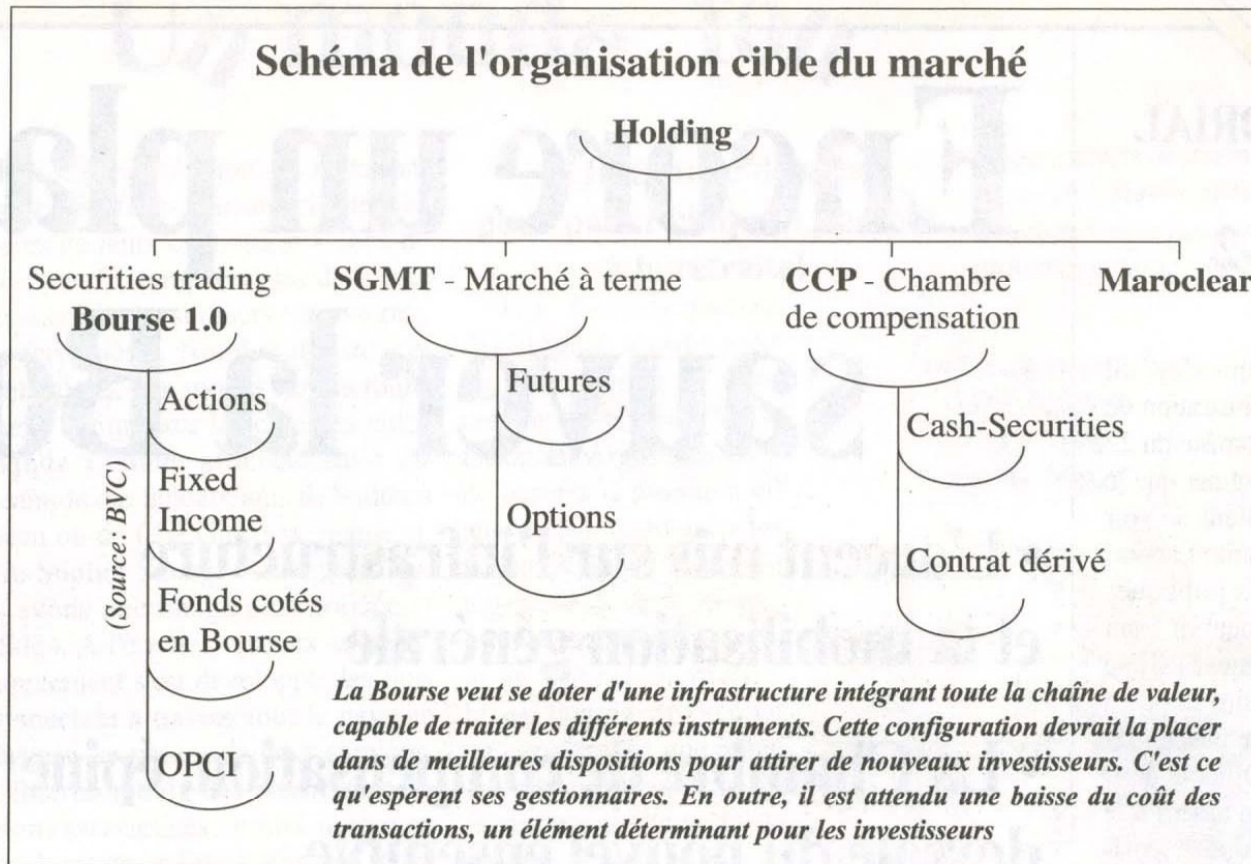 Schéma de l'organisation cible du marché
Holding
Securities trading
Bourse 1.0
Actions
Fixed
Income
Fonds cotés
en Bourse
OPCI
(Source: BVC)
SGMT - Marché à terme
Futures
Options
CCP - Chambre
de compensation
Cash-Securities
Contrat dérivé
Maroclear
La Bourse veut se doter d'une infrastructure intégrant toute la chaîne de valeur,
capable de traiter les différents instruments. Cette configuration devrait la placer
dans de meilleures dispositions pour attirer de nouveaux investisseurs. C'est ce
qu'espèrent ses gestionnaires. En outre, il est attendu une baisse du coût des
transactions, un élément déterminant pour les investisseurs